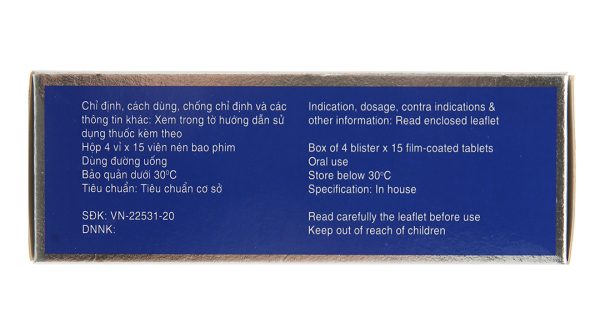 Chỉ định, cách dùng, chống chỉ định và các
thông tin khác: Xem trong tờ hướng dẫn sử
dụng thuốc kèm theo
Hộp 4 vỉ x 15 viên nén bao phim
Dùng đường uống
Bảo quản dưới 30⁰C
Tiêu chuẩn: Tiêu chuẩn cơ sở
SĐK: VN-22531-20
DNNK:
Indication, dosage, contra indications &
other information: Read enclosed leaflet
Box of 4 blister x 15 film-coated tablets
Oral use
Store below 30⁰C
Specification: In house
Read carefully the leaflet before use
Keep out of reach of children